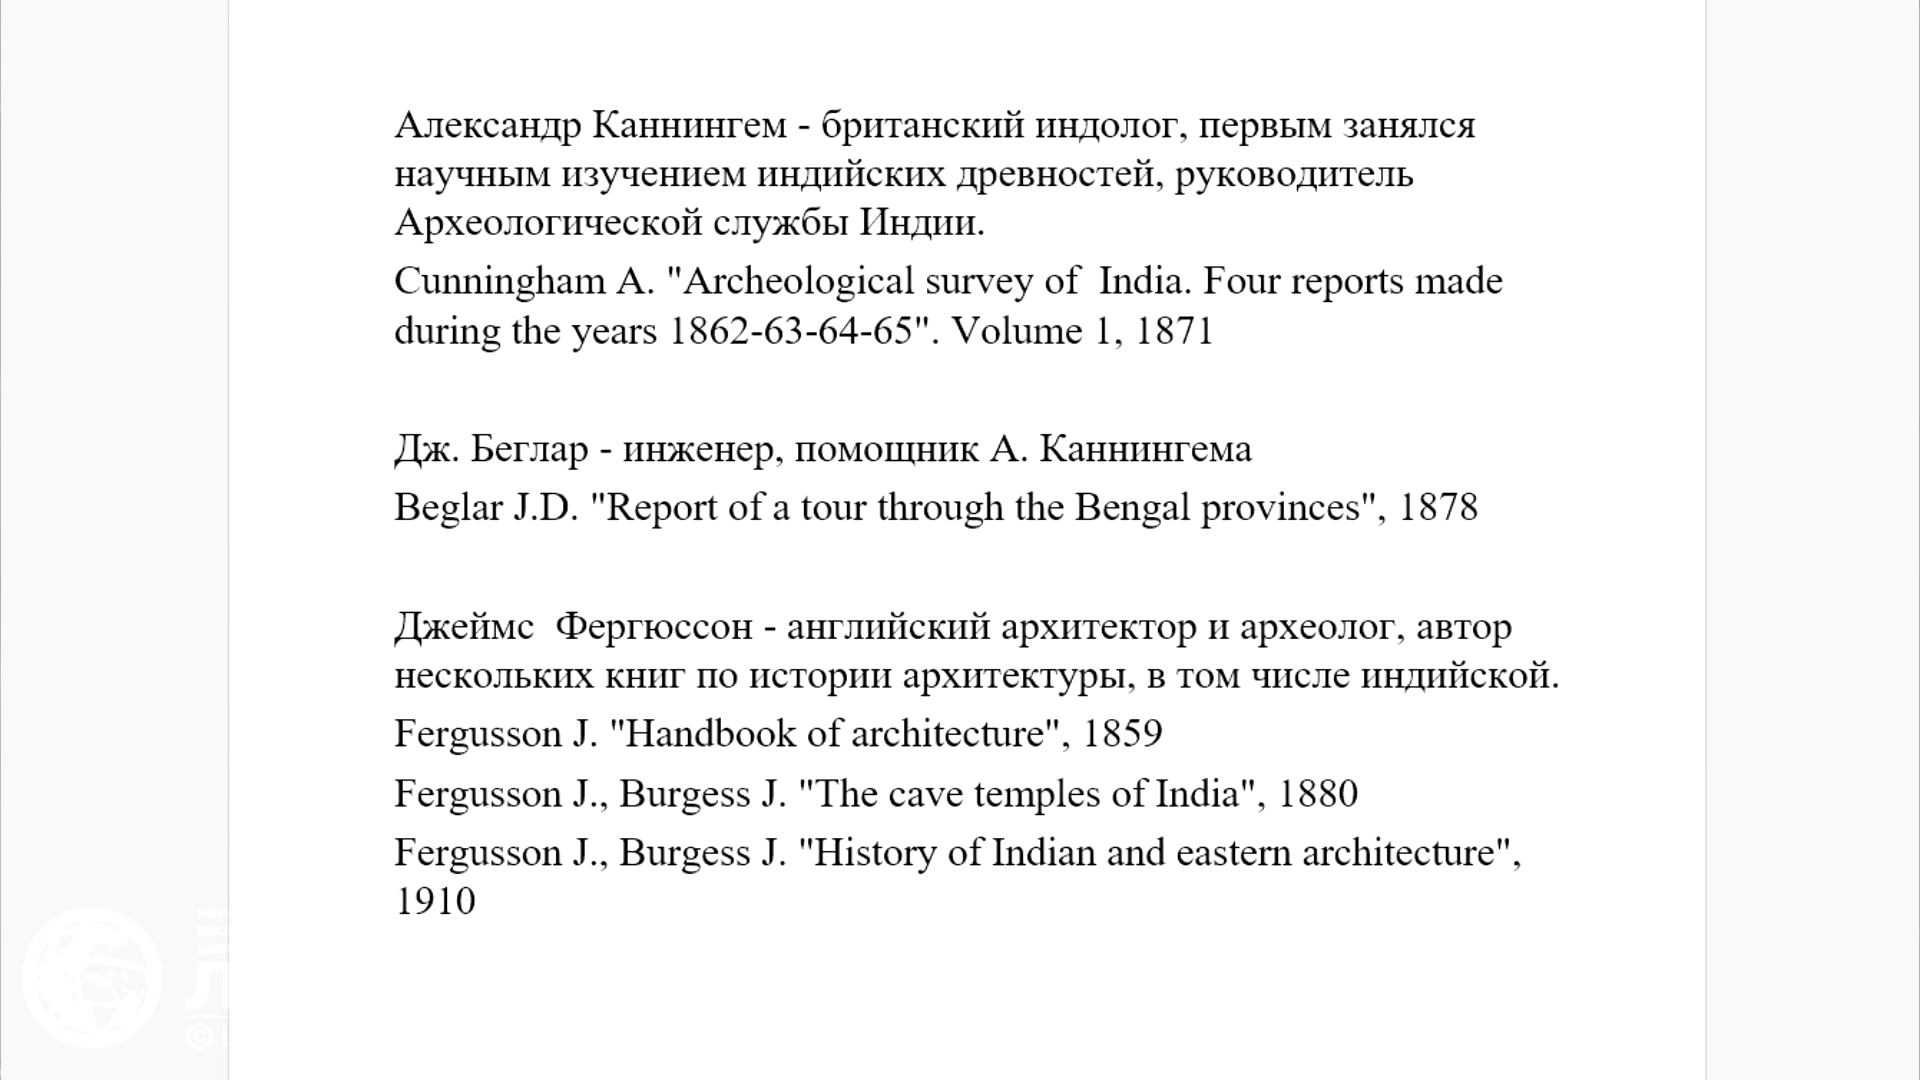 Александр Каннингем - британский индолог, первым занялся
научным изучением индийских древностей, руководитель
Археологической службы Индии.
Cunningham A. "Archeological survey of  India. Four reports made
during the years 1862-63-64-65". Volume 1, 1871
Дж. Беглар - инженер, помощник А. Каннингема
Beglar J.D. "Report of a tour through the Bengal provinces", 1878
Джеймс  Фергюссон - английский архитектор и археолог, автор
нескольких книг по истории архитектуры, в том числе индийской.
Fergusson J. "Handbook of architecture", 1859
Fergusson J., Burgess J. "The cave temples of India", 1880
Fergusson J., Burgess J. "History of Indian and eastern architecture",
1910